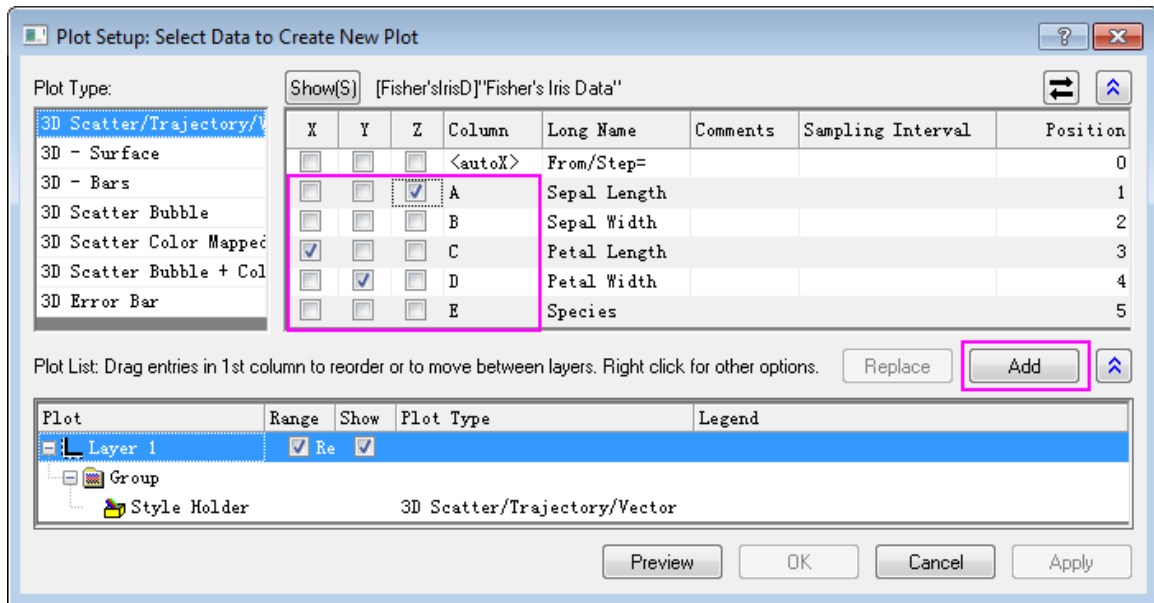 Plot Setup: Select Data to Create New Plot
Plot Type:
Show(S) [Fisher'sIrisD]"Fisher's Iris Data"
3D Scatter/Trajectory/V
3D - Surface
3D - Bars
3D Scatter Bubble
3D Scatter Color Mapped
3D Scatter Bubble + Col
3D Error Bar
X Y Z Column Long Name Comments Sampling Interval Position
<autoX> From/Step= 0
A Sepal Length 1
B Sepal Width 2
C Petal Length 3
D Petal Width 4
E Species 5
Plot List: Drag entries in 1st column to reorder or to move between layers. Right click for other options. Replace Add
Plot Range Show Plot Type Legend
Layer 1 Re
Group
Style Holder 3D Scatter/Trajectory/Vector
Preview OK Cancel Apply